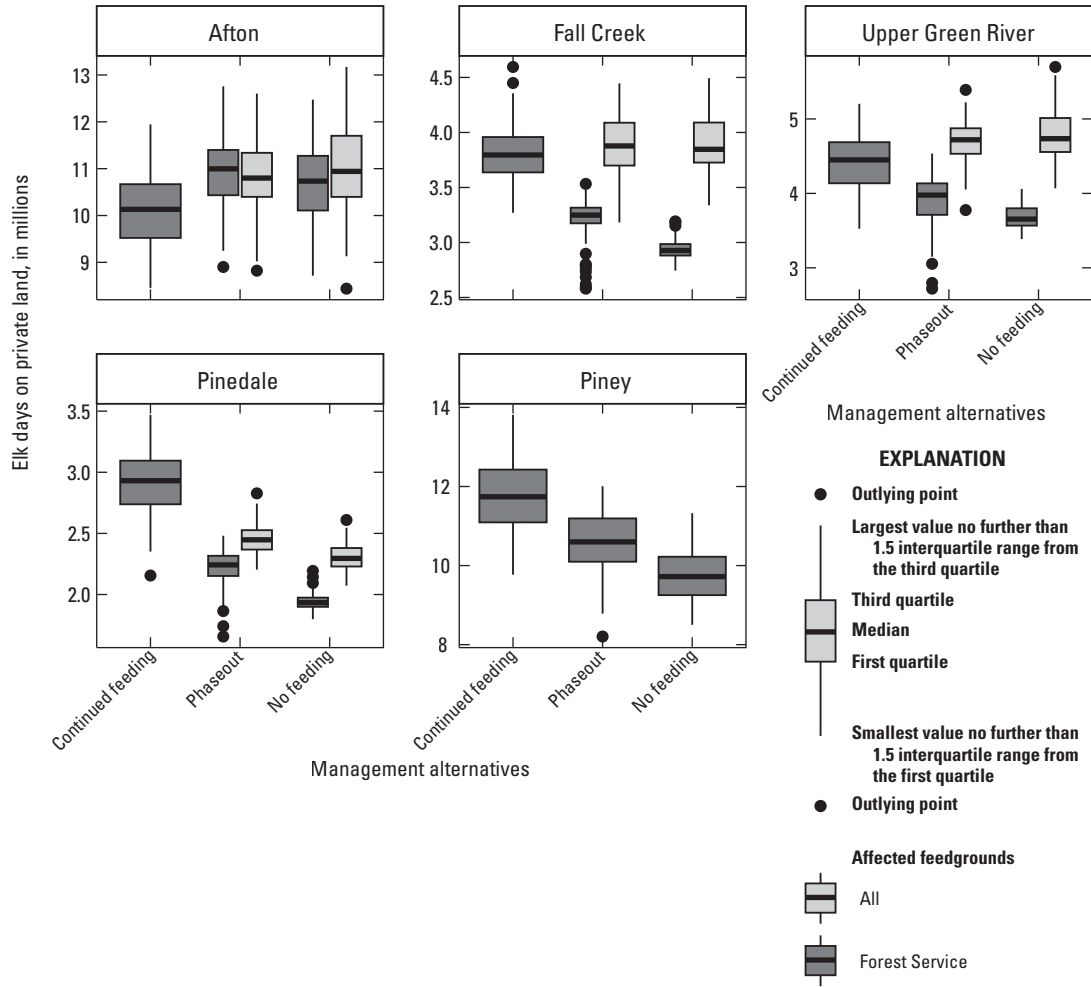 Elk days on private land, in millions
Afton
13
12
11
10
9
Fall Creek
4.5
4.0
3.5
3.0
2.5
Upper Green River
5
4
3
Continued feeding
Phaseout
No feeding
Management alternatives
Pinedale
3.5
3.0
2.5
2.0
Continued feeding
Phaseout
No feeding
Piney
14
12
10
8
Continued feeding
Phaseout
No feeding
Management alternatives
EXPLANATION
Outlying point
Largest value no further than
1.5 interquartile range from
the third quartile
Third quartile
Median
First quartile
Smallest value no further than
1.5 interquartile range from
the first quartile
Outlying point
Affected feedgrounds
All
Forest Service